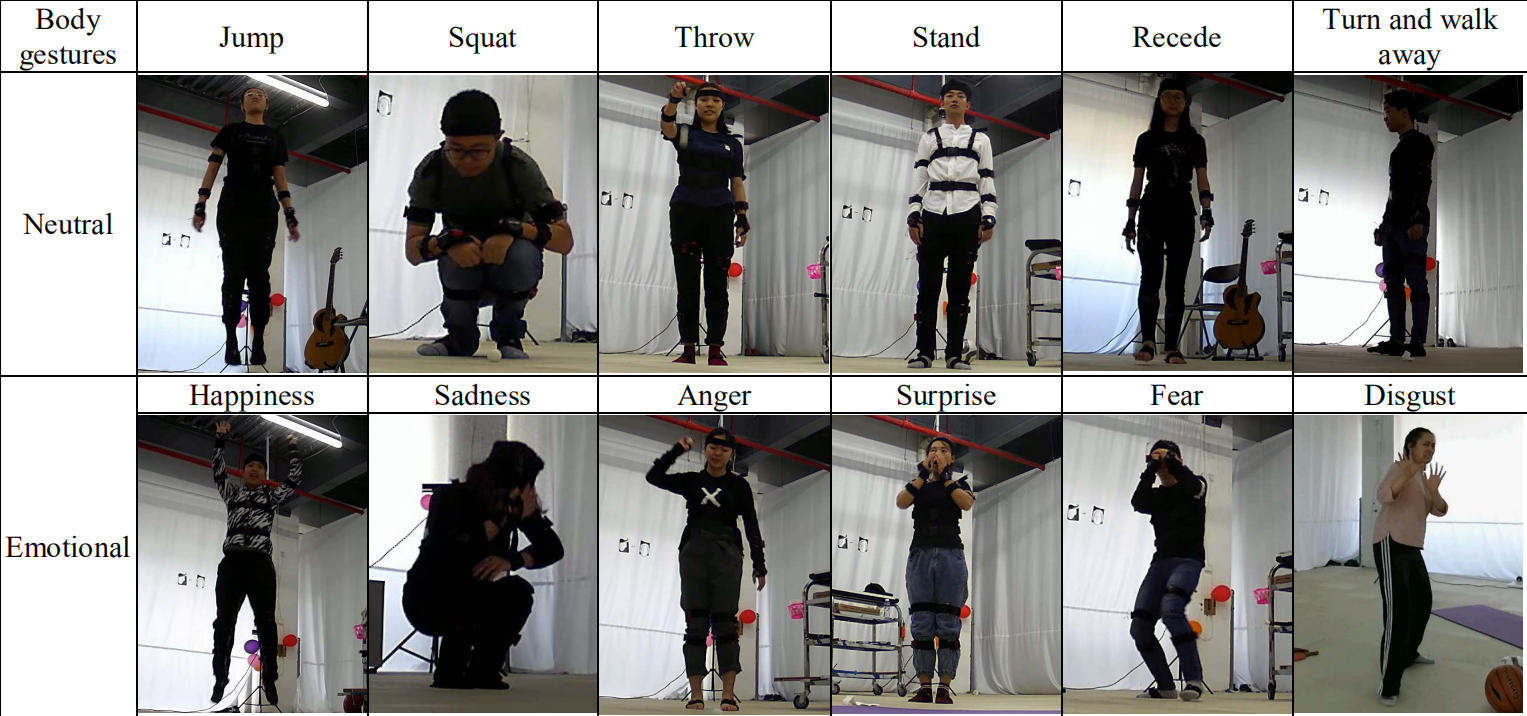 Body
gestures
Jump
Squat
Throw
Stand
Recede
Turn and walk
away
Neutral
Happiness
Sadness
Anger
Surprise
Fear
Disgust
Emotional